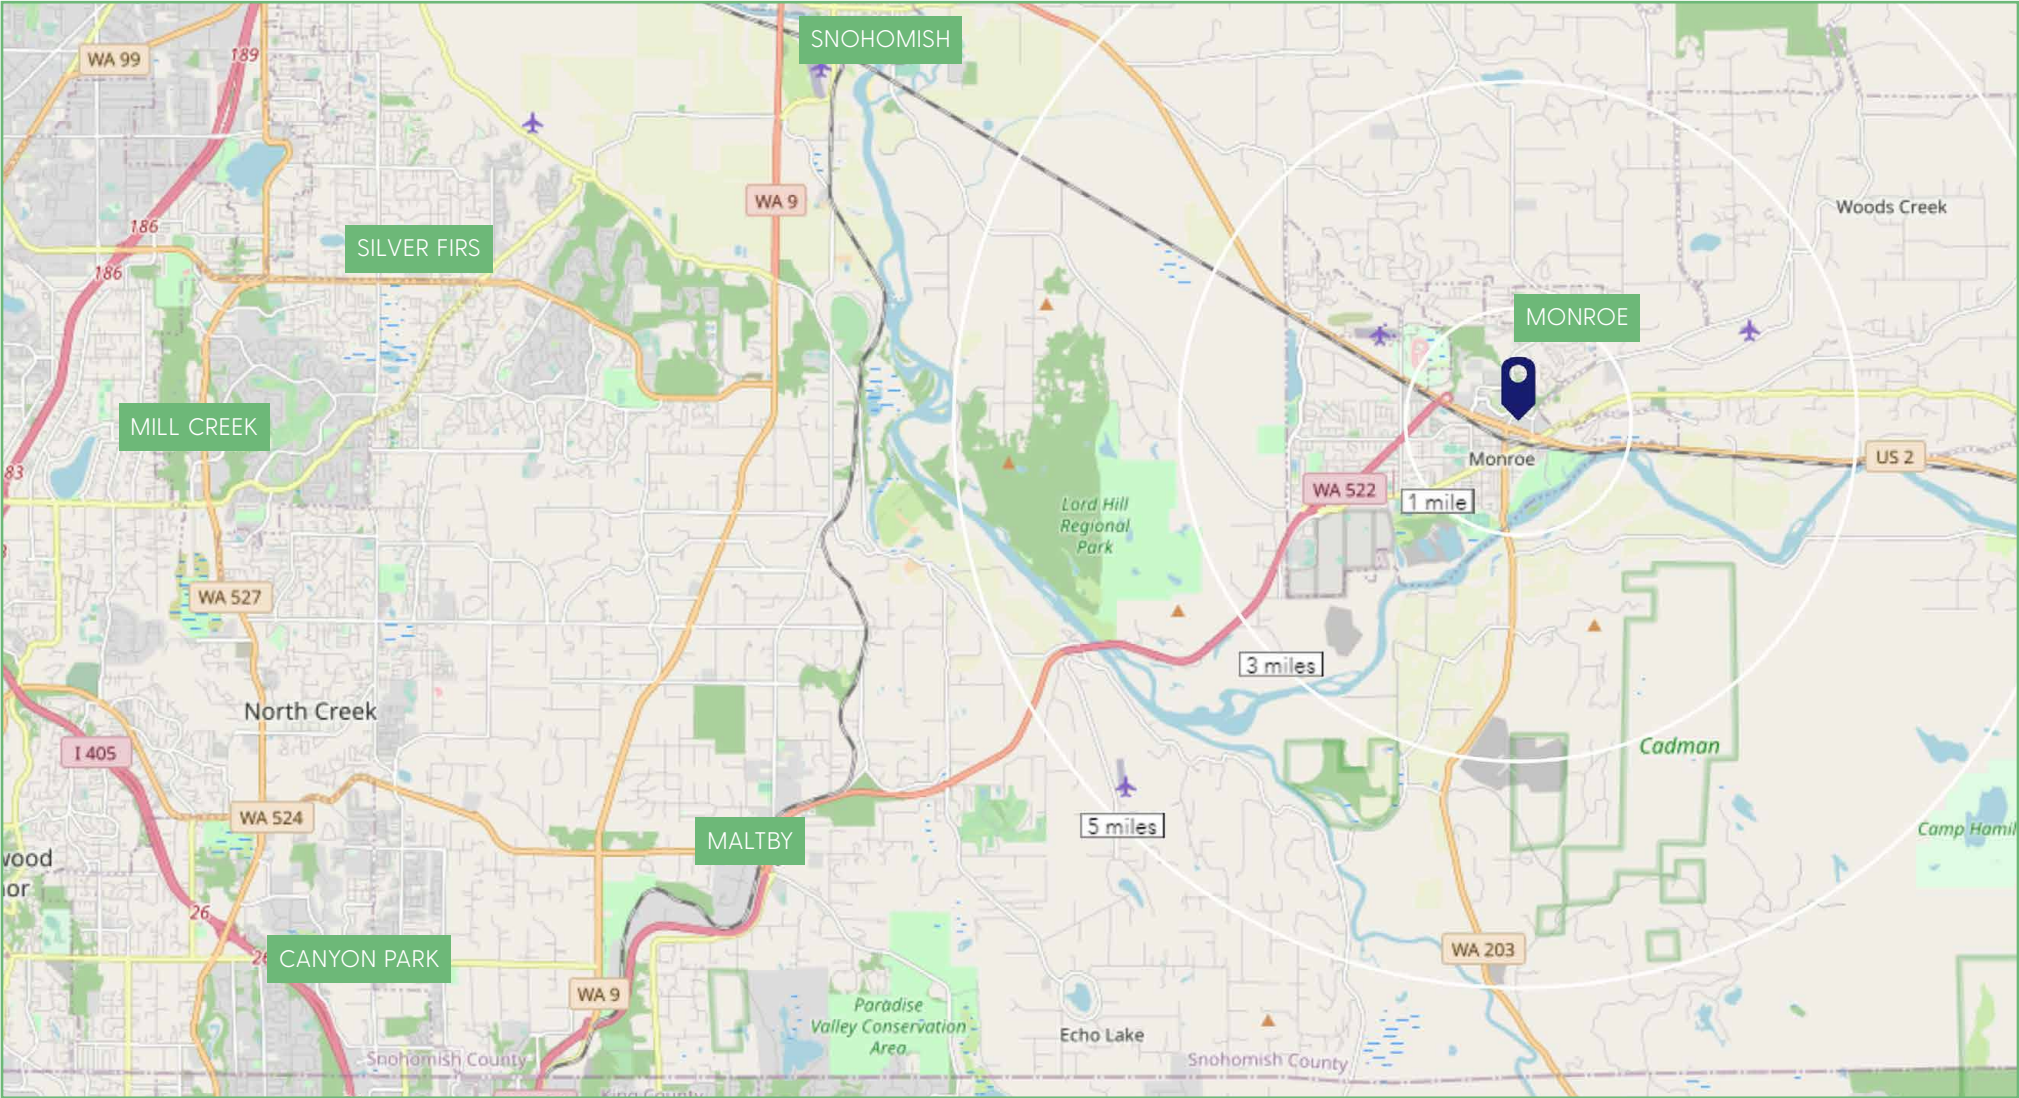 SNOHOMISH
WA 99
189
WA 9
186
Woods Creek
SILVER FIRS
186
MONROE
MILL CREEK
Monroe
US 2
83
WA 522
1 mile
Lord Hill
Regional
Park
WA 527
3 miles
North Creek
Cadman
I 405
WA 524
5 miles
Camp Hamil
MALTBY
wood
or
26
WA 203
CANYON PARK
26
WA 9
Paradise
Valley Conservation
Area
Echo Lake
Snohomish County
Snohomish County
King County